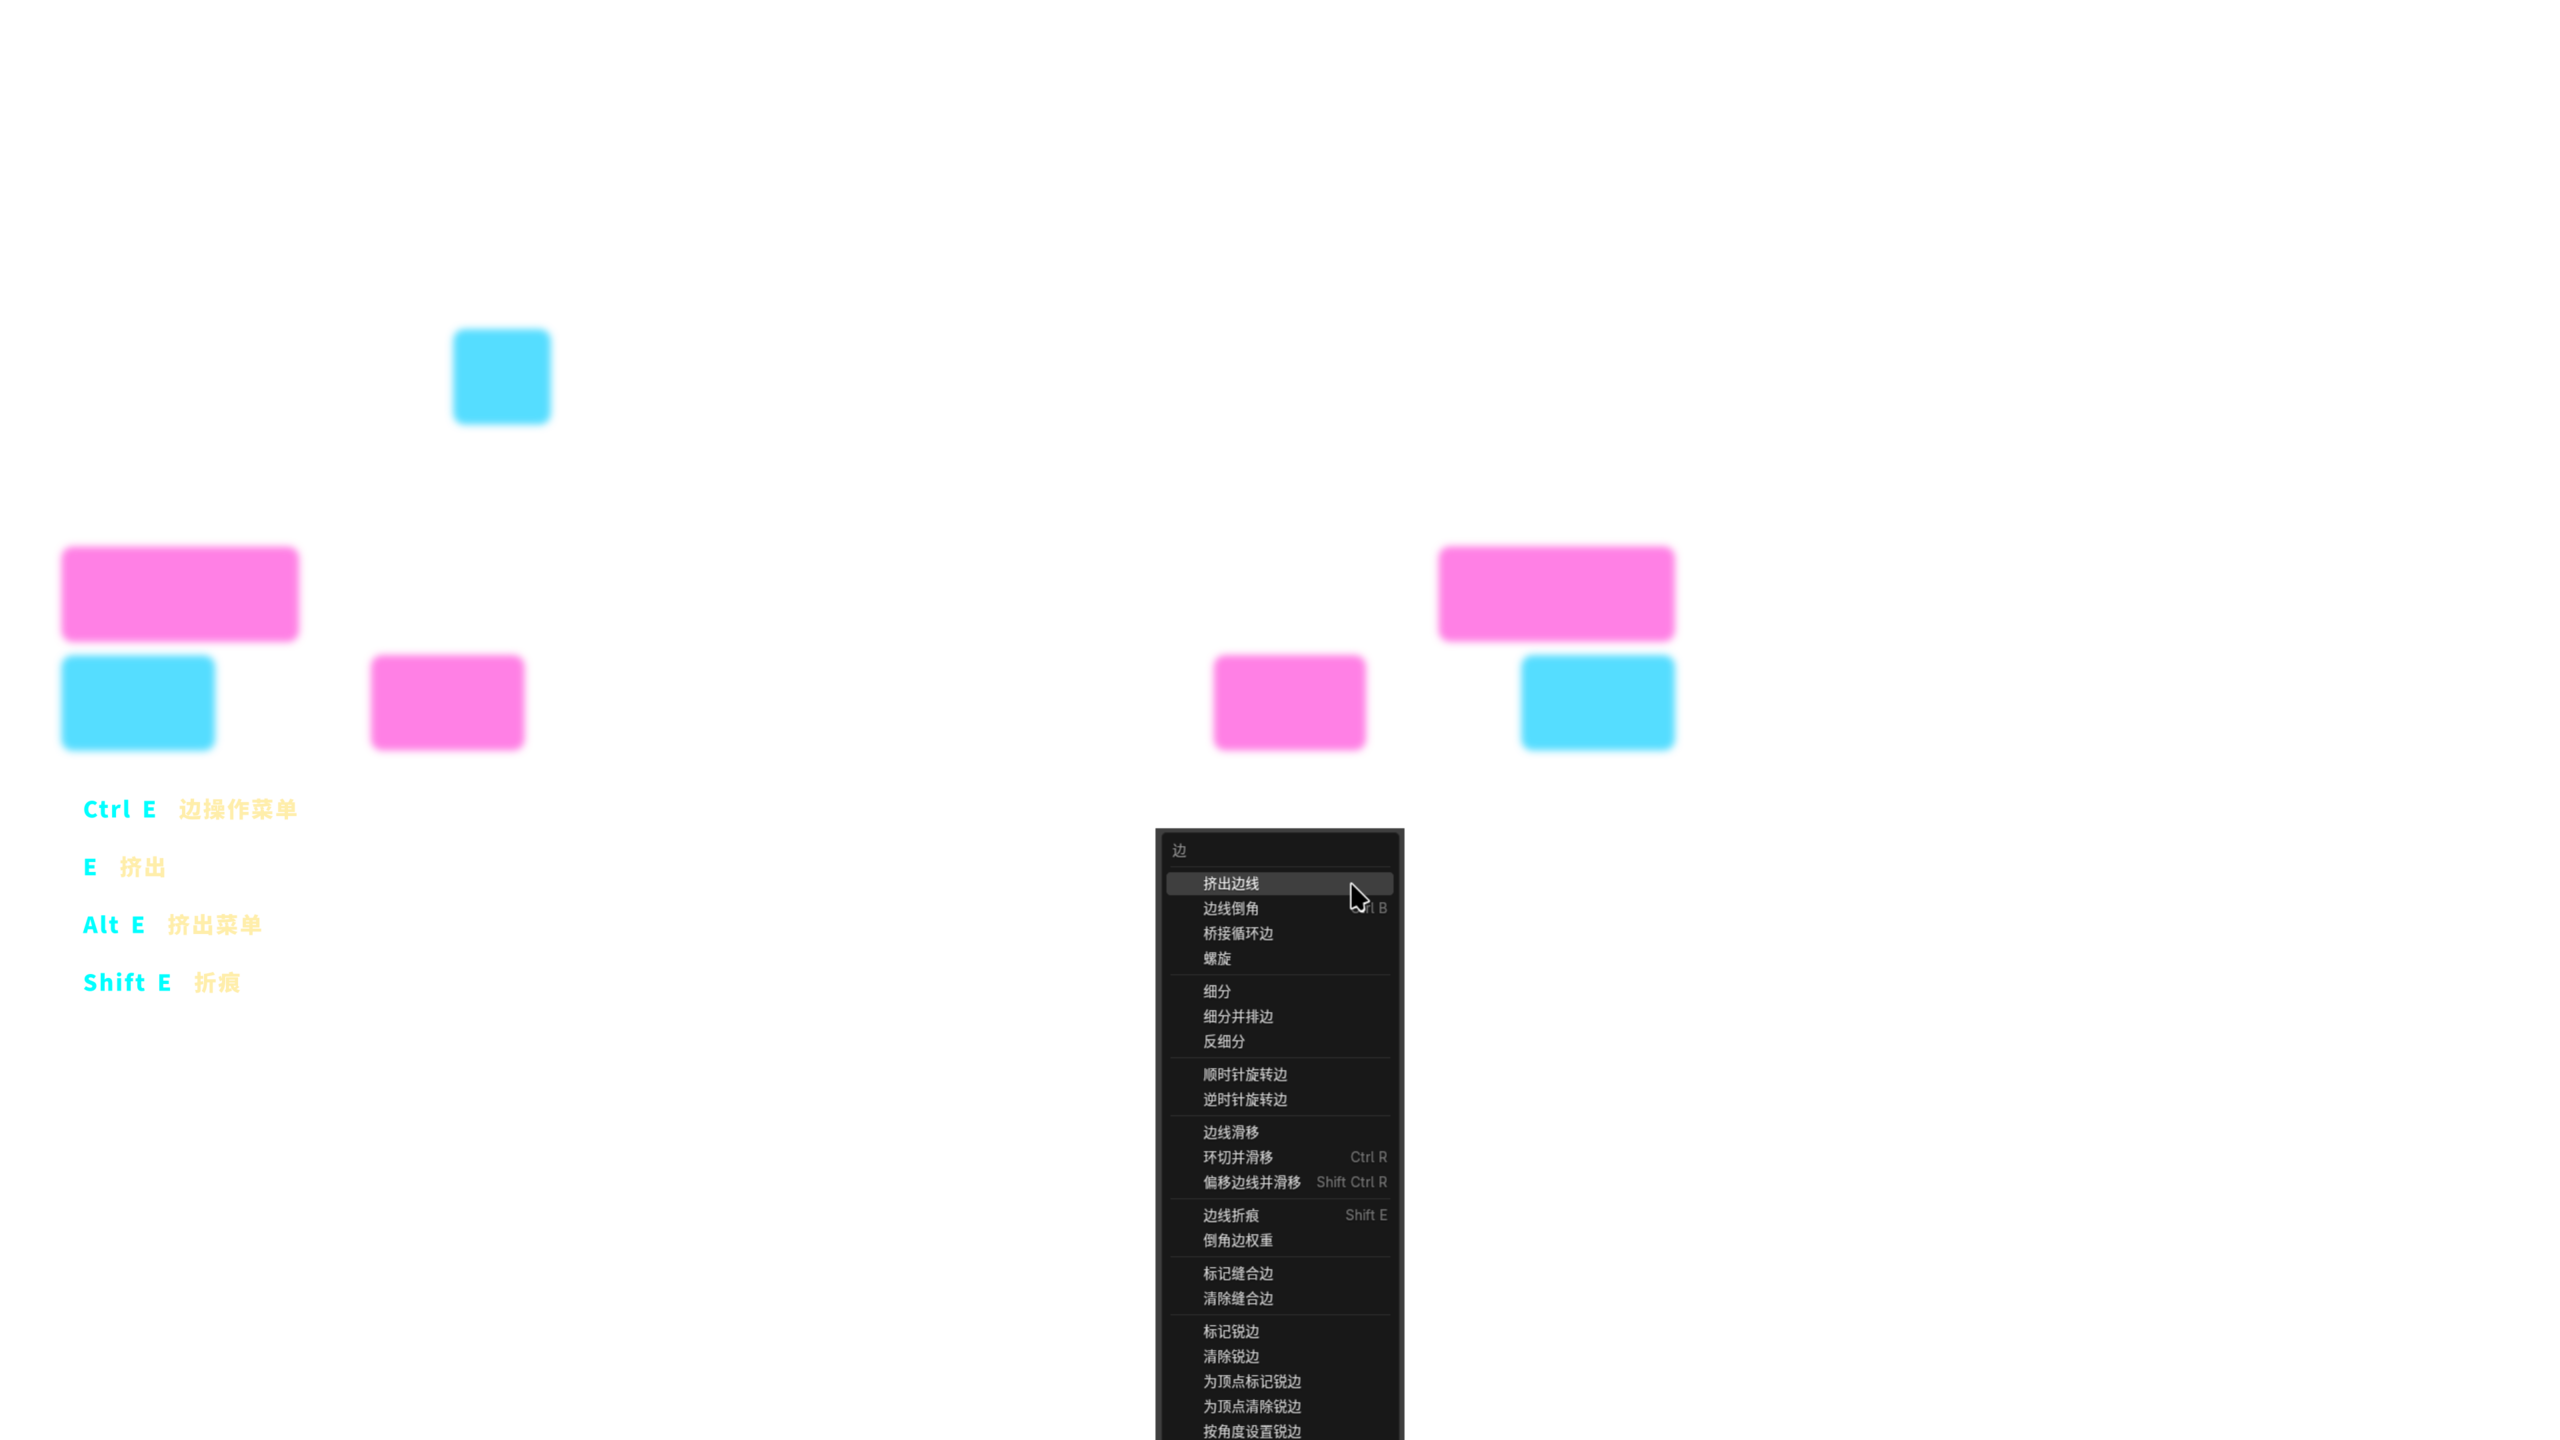 Ctrl E 边操作菜单
E 挤出
Alt E 挤出菜单
Shift E 折痕
边
挤出边线
边线倒角 B
桥接循环边
螺旋
细分
细分并排边
反细分
顺时针旋转边
逆时针旋转边
边线滑移
环切并滑移 Ctrl R
偏移边线并滑移 Shift Ctrl R
边线折痕 Shift E
倒角边权重
标记缝合边
清除缝合边
标记锐边
清除锐边
为顶点标记锐边
为顶点清除锐边
按角度设置锐边